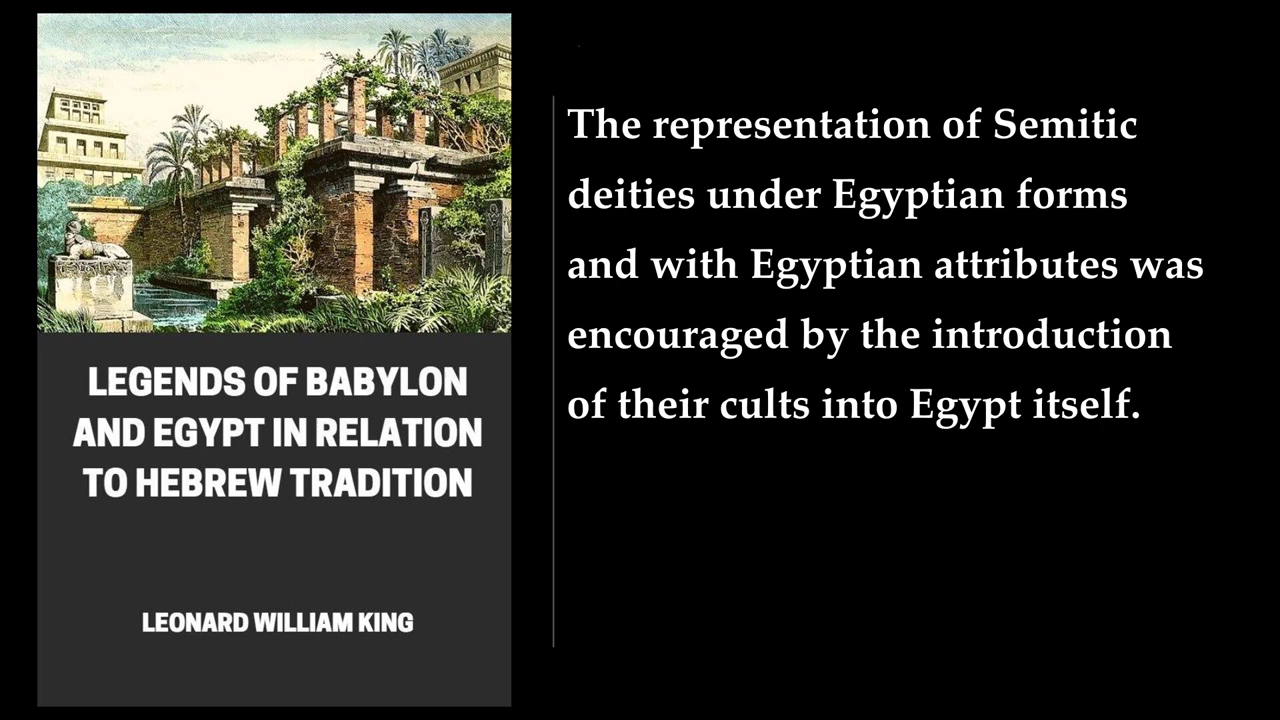 LEGENDS OF BABYLON
AND EGYPT IN RELATION
TO HEBREW TRADITION
LEONARD WILLIAM KING
The representation of Semitic
deities under Egyptian forms
and with Egyptian attributes was
encouraged by the introduction
of their cults into Egypt itself.